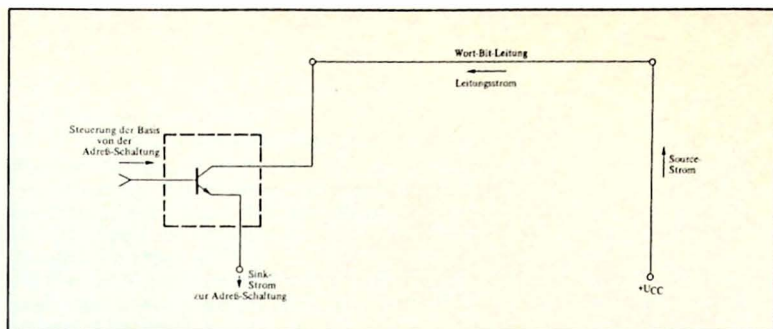 Wort-Bit-Leitung
Leitungsstrom
Steuerung der Basis
von der
Adreß-Schaltung
Source-
Strom
Sink-
Strom
zur Adreß-Schaltung
+UCC